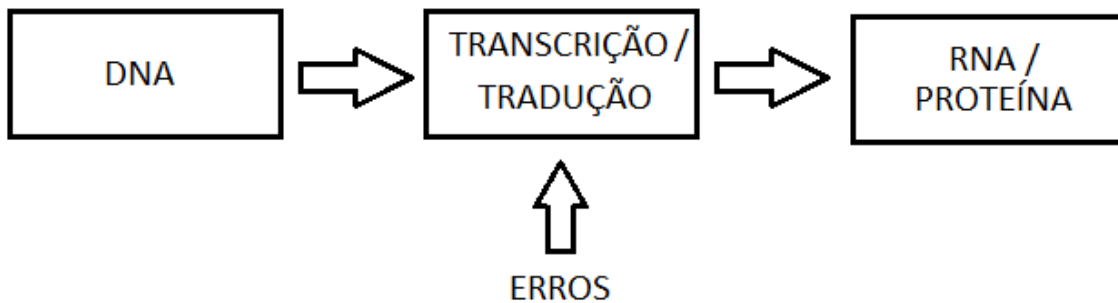 DNA
TRANSCRIÇÃO /
TRADUÇÃO
RNA /
PROTEÍNA
ERROS